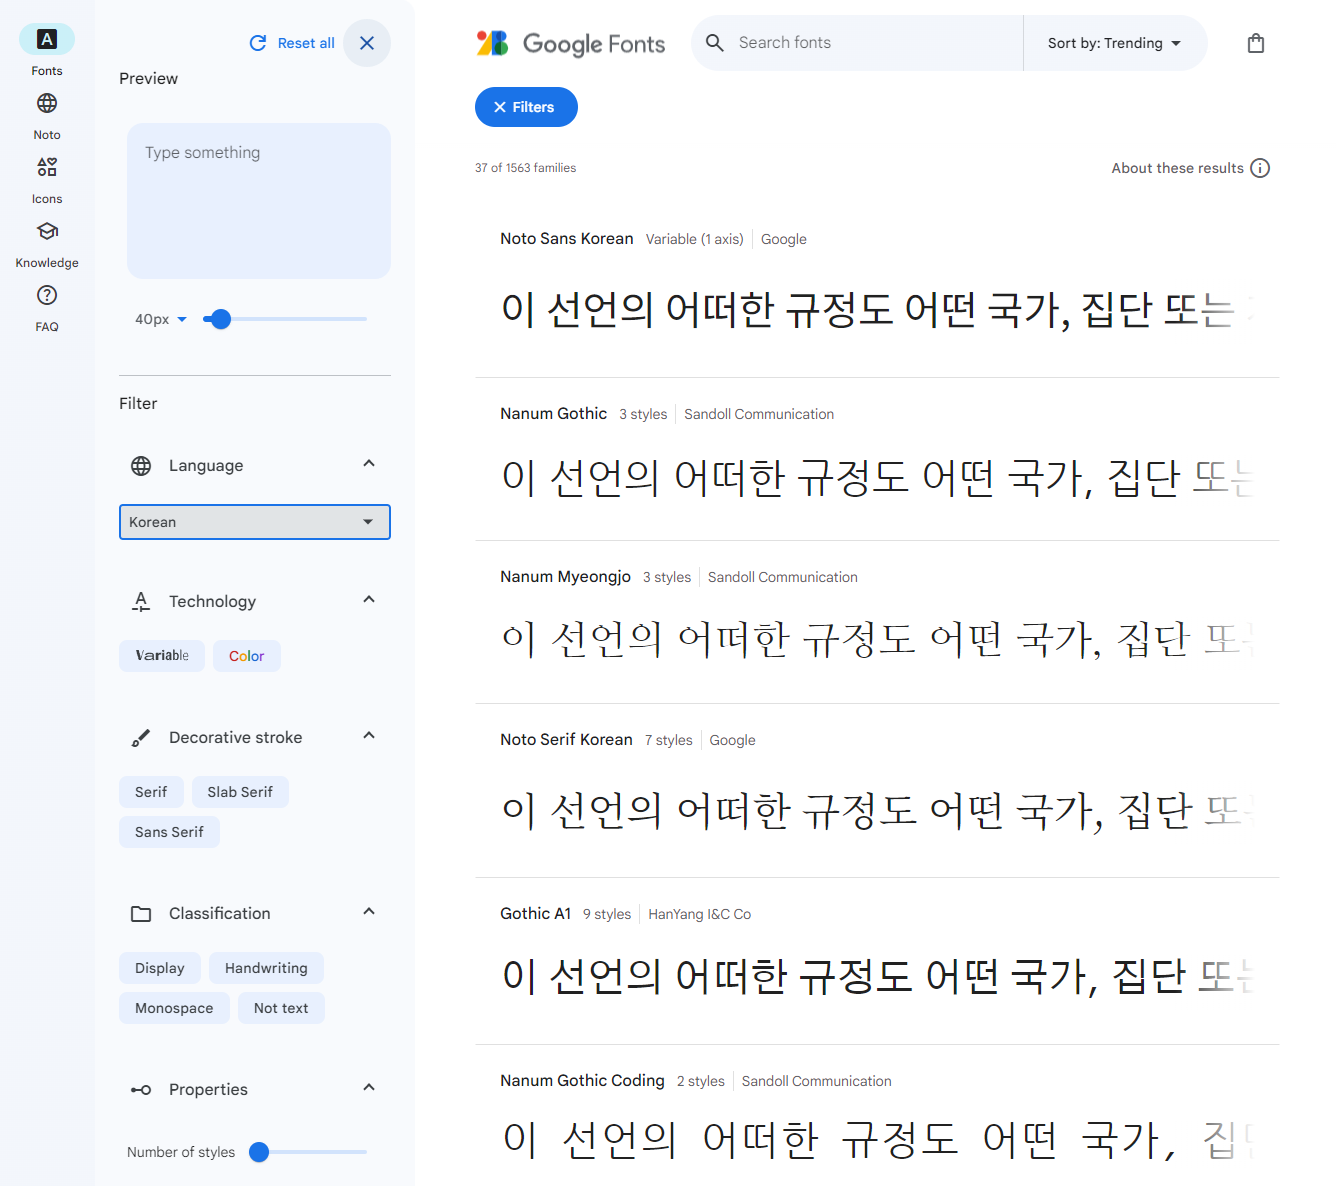 A
Fonts
Noto
Icons
Knowledge
FAQ
Reset all
Preview
Type something
40px
Filter
Language
Korean
Technology
Variable
Color
Decorative stroke
Serif
Slab Serif
Sans Serif
Classification
Display
Handwriting
Monospace
Not text
Properties
Number of styles
Google Fonts
Search fonts
Sort by: Trending
Filters
37 of 1563 families
About these results
Noto Sans Korean Variable (1 axis) Google
이 선언의 어떠한 규정도 어떤 국가, 집단 또는
Nanum Gothic 3 styles Sandoll Communication
이 선언의 어떠한 규정도 어떤 국가, 집단 또는
Nanum Myeongjo 3 styles Sandoll Communication
이 선언의 어떠한 규정도 어떤 국가, 집단 또는
Noto Serif Korean 7 styles Google
이 선언의 어떠한 규정도 어떤 국가, 집단 또는
Gothic A1 9 styles HanYang I&C Co
이 선언의 어떠한 규정도 어떤 국가, 집단 또는
Nanum Gothic Coding 2 styles Sandoll Communication
이 선언의 어떠한 규정도 어떤 국가, 집단